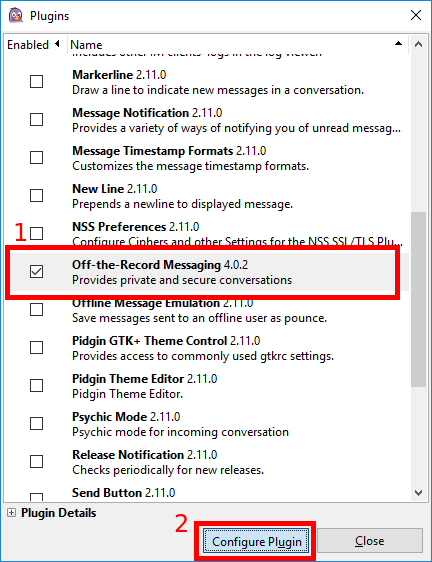 Plugins
Enabled Name
Includes other IM clients' logs in the log viewer
Markerline 2.11.0
Draw a line to indicate new messages in a conversation.
Message Notification 2.11.0
Provides a variety of ways of notifying you of unread messag...
Message Timestamp Formats 2.11.0
Customizes the message timestamp formats.
New Line 2.11.0
Prepends a newline to displayed message.
1
NSS Preferences 2.11.0
Configure Ciphers and other Settings for the NSS SSL/TLS Plu...
Off-the-Record Messaging 4.0.2
Provides private and secure conversations
Offline Message Emulation 2.11.0
Save messages sent to an offline user as pounce.
Pidgin GTK+ Theme Control 2.11.0
Provides access to commonly used gtkrc settings.
Pidgin Theme Editor 2.11.0
Pidgin Theme Editor.
Psychic Mode 2.11.0
Psychic mode for incoming conversation
Release Notification 2.11.0
Checks periodically for new releases.
Send Button 2.11.0
Plugin Details
2
Configure Plugin Close